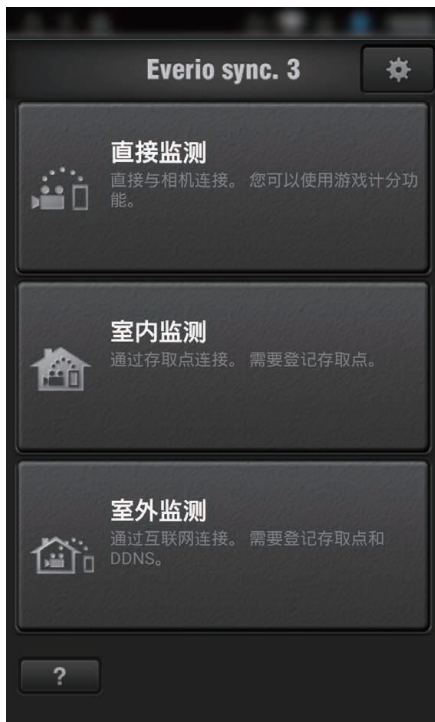 Everio sync. 3
直接监测
直接与相机连接。 您可以使用游戏计分功
能。
室内监测
通过存取点连接。 需要登记存取点。
室外监测
通过互联网连接。 需要登记存取点和
DDNS。
?